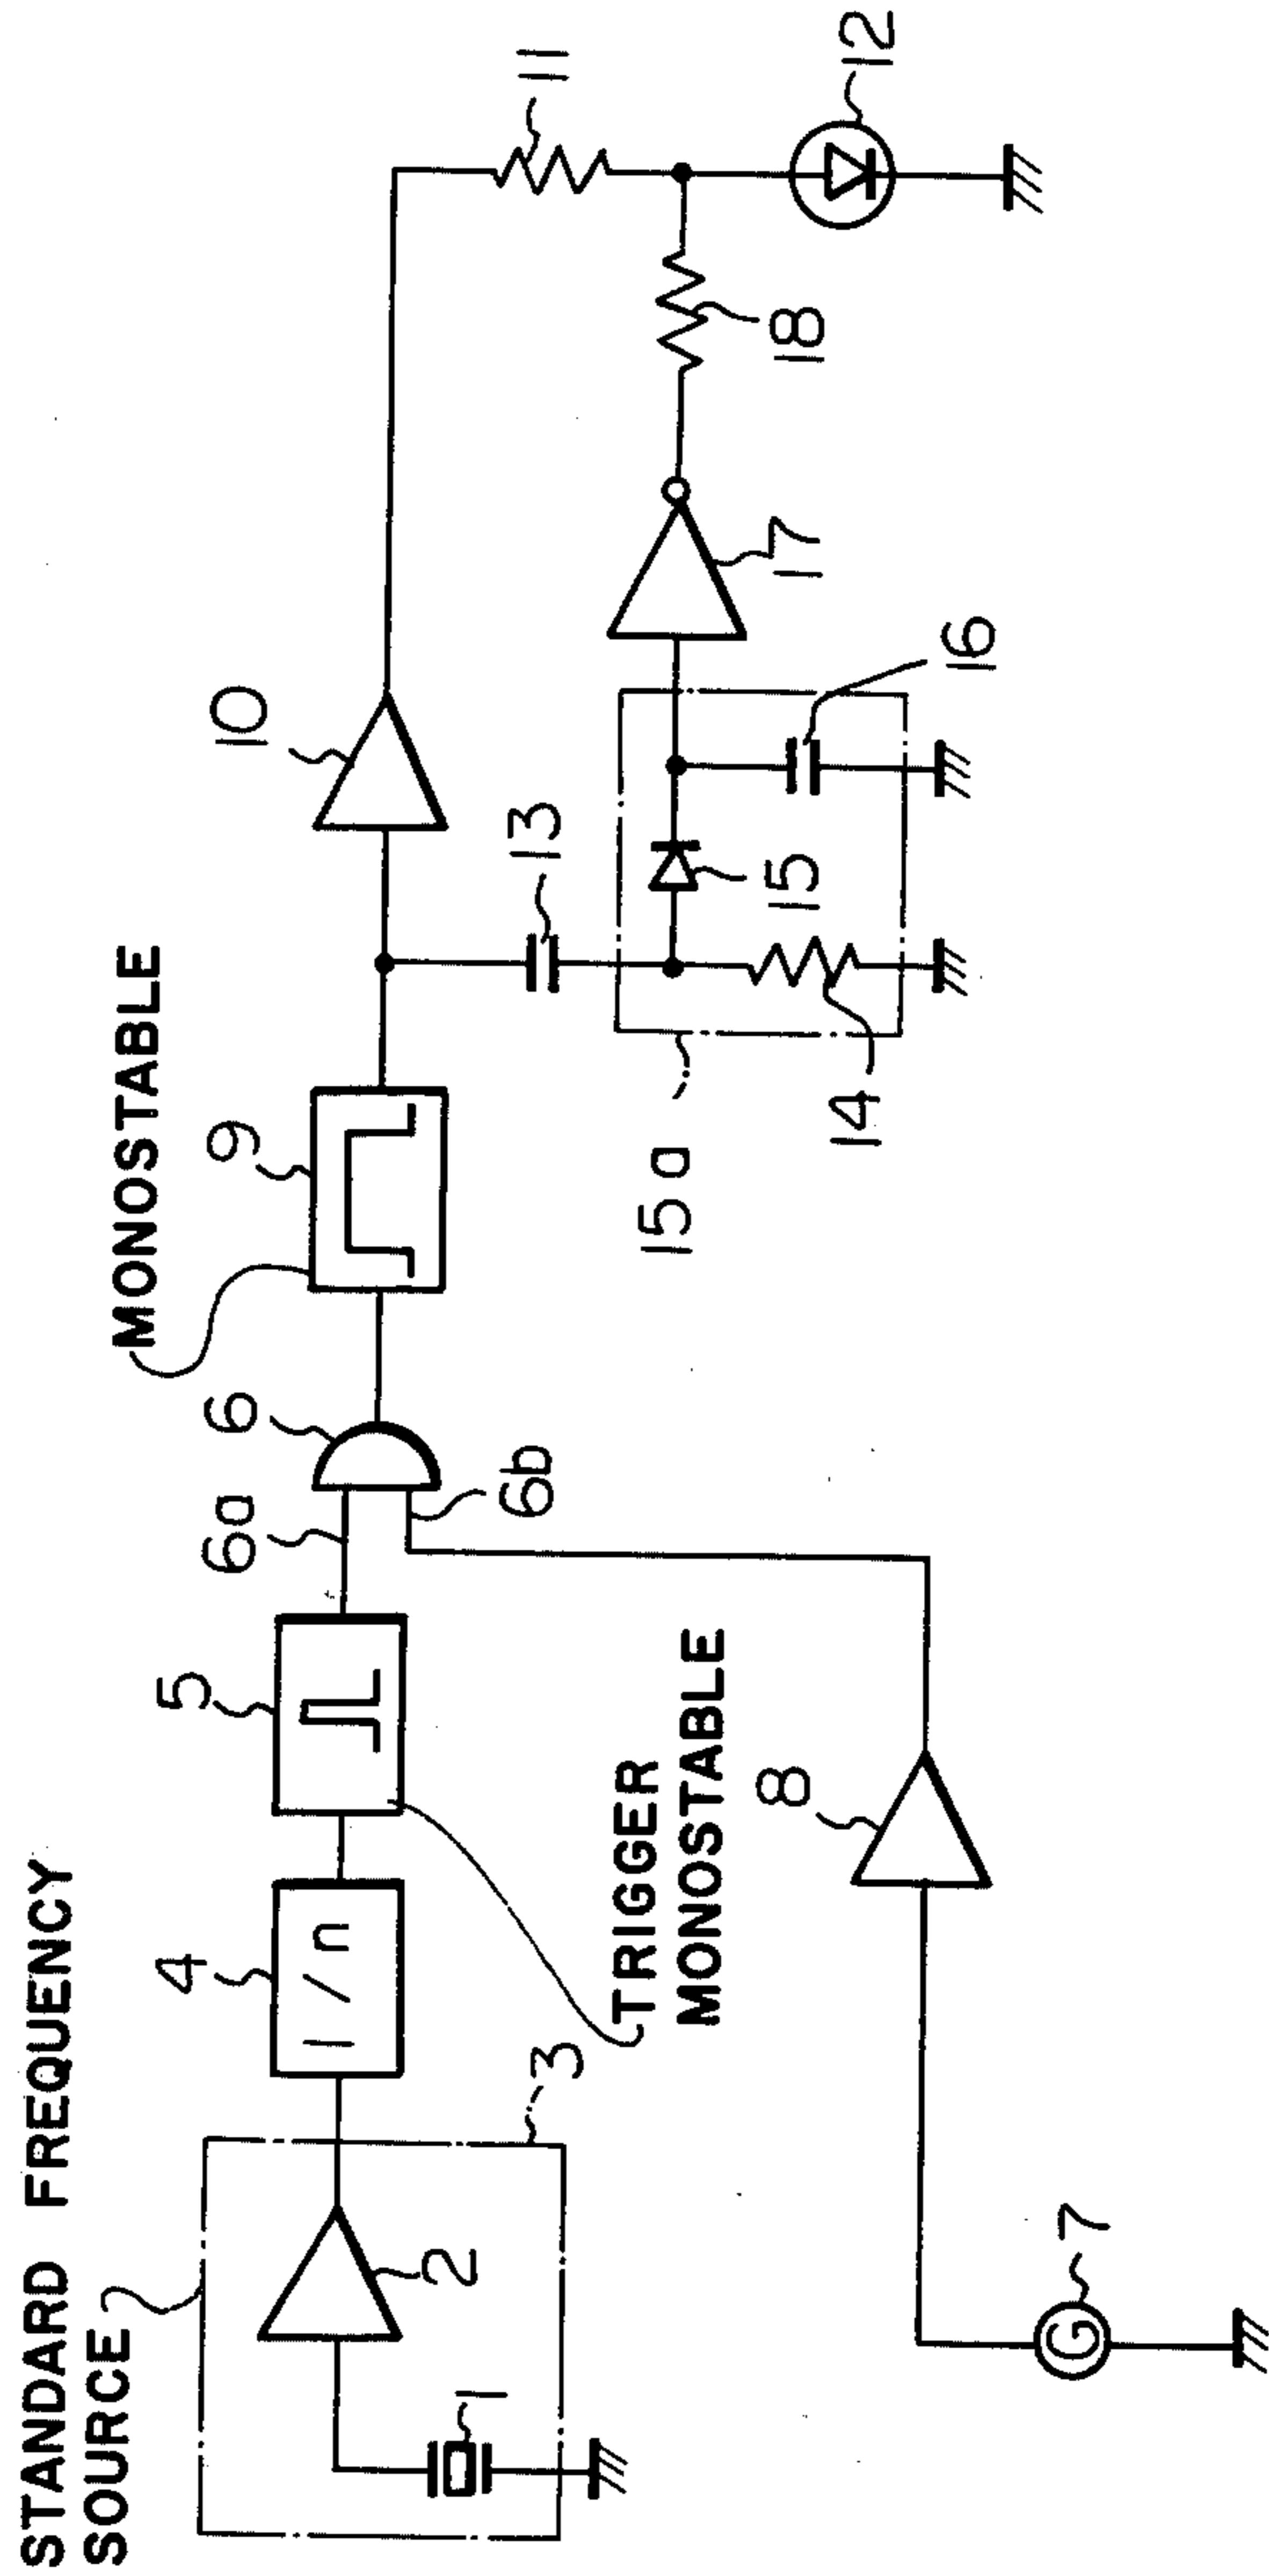 STANDARD FREQUENCY
SOURCE
1
2
3
4
1/n
5
TRIGGER
MONOSTABLE
6a
6b
6
G
7
8
MONOSTABLE
9
10
11
12
13
14
15
15a
16
17
18